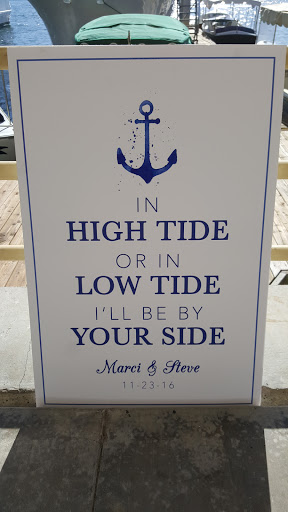 IN
HIGH TIDE
OR IN
LOW TIDE
I'LL BE BY
YOUR SIDE
Marci & Steve
11-23-16